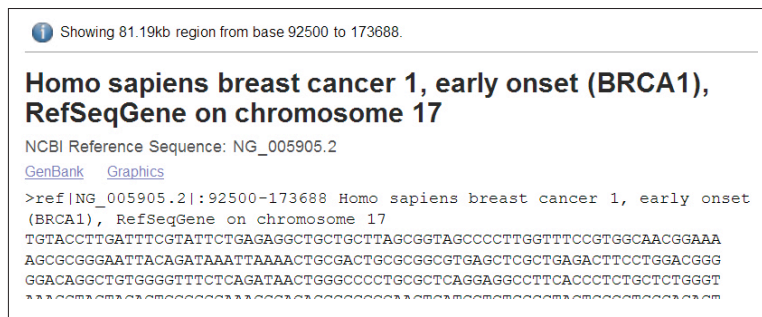 Showing 81.19kb region from base 92500 to 173688.
Homo sapiens breast cancer 1, early onset (BRCA1),
RefSeqGene on chromosome 17
NCBI Reference Sequence: NG_005905.2
GenBank Graphics
>ref|NG_005905.2|:92500-173688 Homo sapiens breast cancer 1, early onset
(BRCA1), RefSeqGene on chromosome 17
TGTACCTTGATTTCGTATTCTGAGAGGCTGCTGCTTAGCGGTAGCCCCTTGGTTTCCGTGGCAACGGAAA
AGCGCGGGAATTACAGATAAATTAAAACTGCGACTGCGCGGCGTGAGCTCGCTGAGACTTCCTGGACGGG
GGACAGGCTGTGGGGTTTCTCAGATAACTGGGCCCCTGCGCTCAGGAGGCCTTCACCCTCTGCTCTGGGT